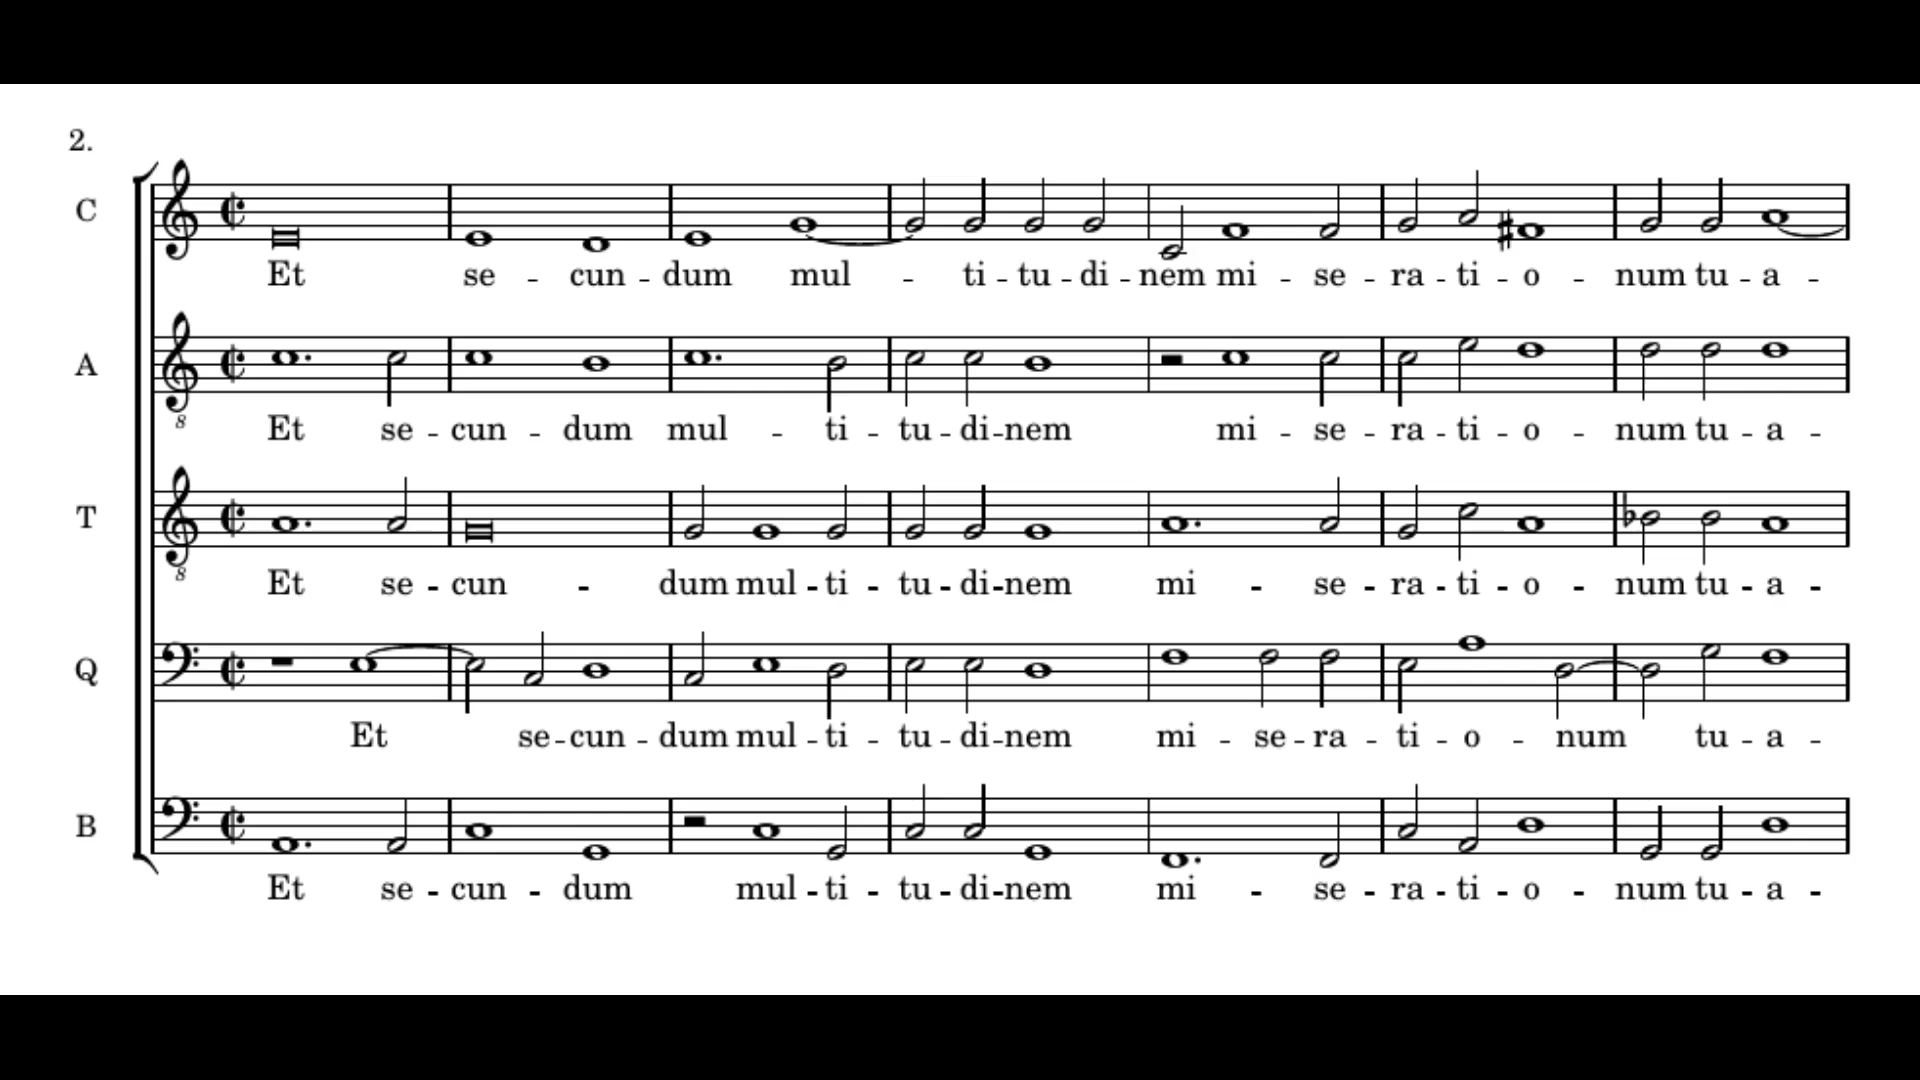 2.
C
Et se - cun - dum mul - ti - tu - di - nem mi - se - ra - ti - o - num tu - a -
A
8
Et se - cun - dum mul - ti - tu - di - nem mi - se - ra - ti - o - num tu - a -
T
8
Et se - cun - dum mul - ti - tu - di - nem mi - se - ra - ti - o - num tu - a -
Q
Et se - cun - dum mul - ti - tu - di - nem mi - se - ra - ti - o - num tu - a -
B
Et se - cun - dum mul - ti - tu - di - nem mi - se - ra - ti - o - num tu - a -